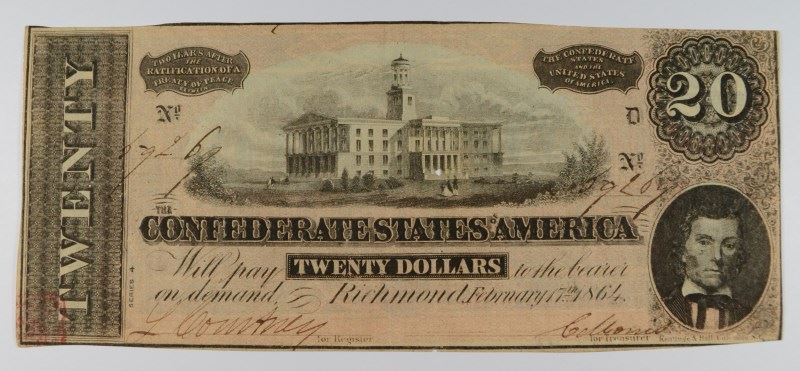 TWENTY
TWO YEARS AFTER
THE
RATIFICATION OF A
TREATY OF PEACE
BETWEEN
THE CONFEDERATE
STATES
AND THE
UNITED STATES
OF AMERICA.
20
No
D
No
THE
CONFEDERATE STATES OF AMERICA
Will pay TWENTY DOLLARS to the bearer
on demand,
Richmond, February 17th 1864.
SERIES 4
for Register
for Treasurer